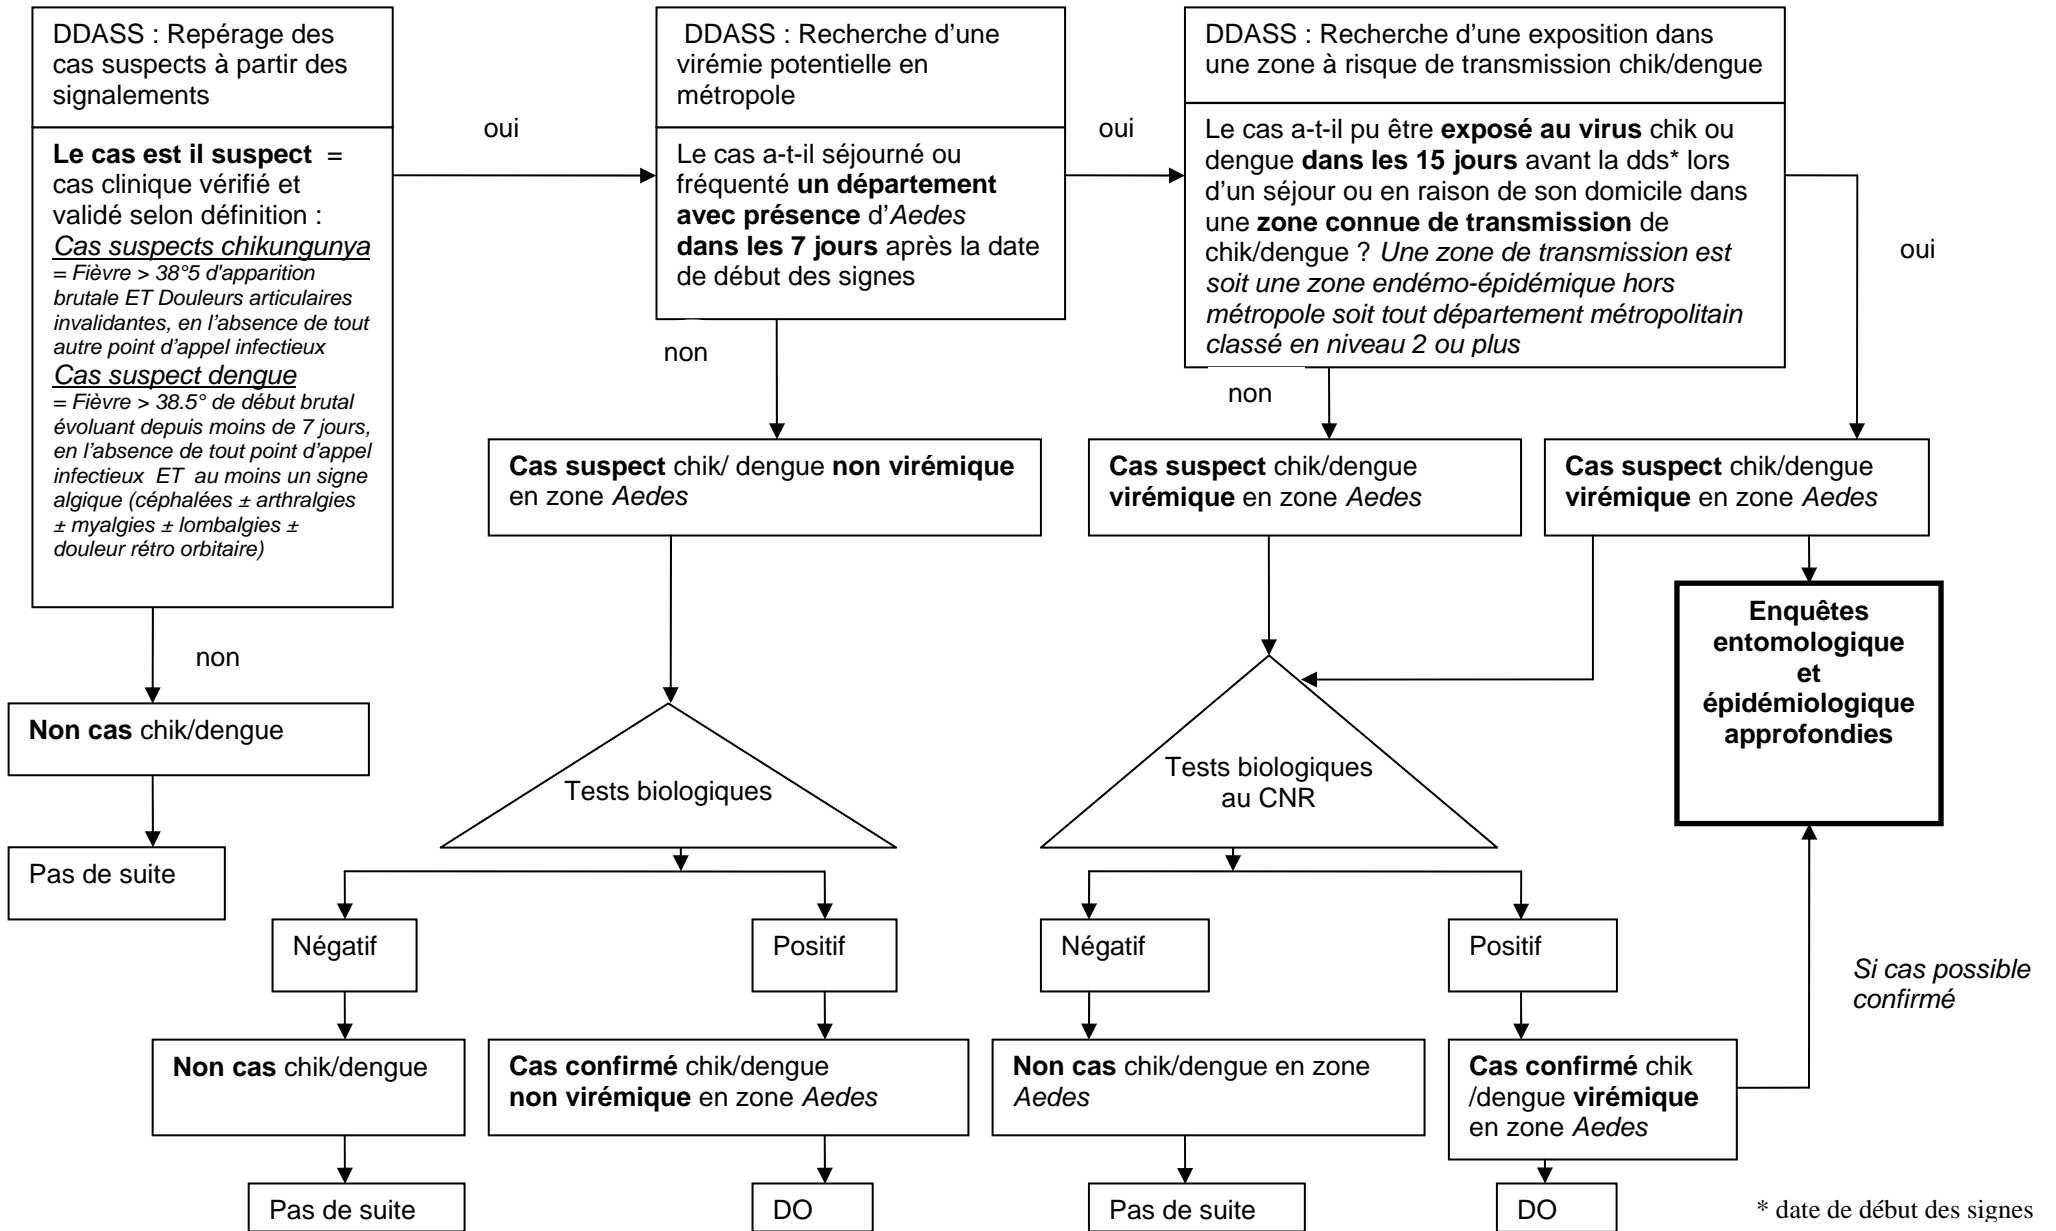 DDASS : Repérage des
cas suspects à partir des
signalements
Le cas est il suspect =
cas clinique vérifié et
validé selon définition :
Cas suspects chikungunya
= Fièvre > 38°5 d'apparition
brutale ET Douleurs articulaires
invalidantes, en l'absence de tout
autre point d'appel infectieux
Cas suspect dengue
= Fièvre > 38.5° de début brutal
évoluant depuis moins de 7 jours,
en l'absence de tout point d'appel
infectieux ET au moins un signe
algique (céphalées ± arthralgies
± myalgies ± lombalgies ±
douleur rétro orbitaire)
oui
DDASS : Recherche d'une
virémie potentielle en
métropole
Le cas a-t-il séjourné ou
fréquenté un département
avec présence d'Aedes
dans les 7 jours après la date
de début des signes
oui
DDASS : Recherche d'une exposition dans
une zone à risque de transmission chik/dengue
Le cas a-t-il pu être exposé au virus chik ou
dengue dans les 15 jours avant la dds* lors
d'un séjour ou en raison de son domicile dans
une zone connue de transmission de
chik/dengue ? Une zone de transmission est
soit une zone endémo-épidémique hors
métropole soit tout département métropolitain
classé en niveau 2 ou plus
oui
non
non
non
Cas suspect chik/ dengue non virémique
en zone Aedes
Cas suspect chik/dengue
virémique en zone Aedes
Cas suspect chik/dengue
virémique en zone Aedes
Enquêtes
entomologique
et
épidémiologique
approfondies
Non cas chik/dengue
Pas de suite
Tests biologiques
Tests biologiques
au CNR
Négatif
Positif
Négatif
Positif
Si cas possible
confirmé
Non cas chik/dengue
Cas confirmé chik/dengue
non virémique en zone Aedes
Non cas chik/dengue en zone
Aedes
Cas confirmé chik
/dengue virémique
en zone Aedes
Pas de suite
DO
Pas de suite
DO
* date de début des signes